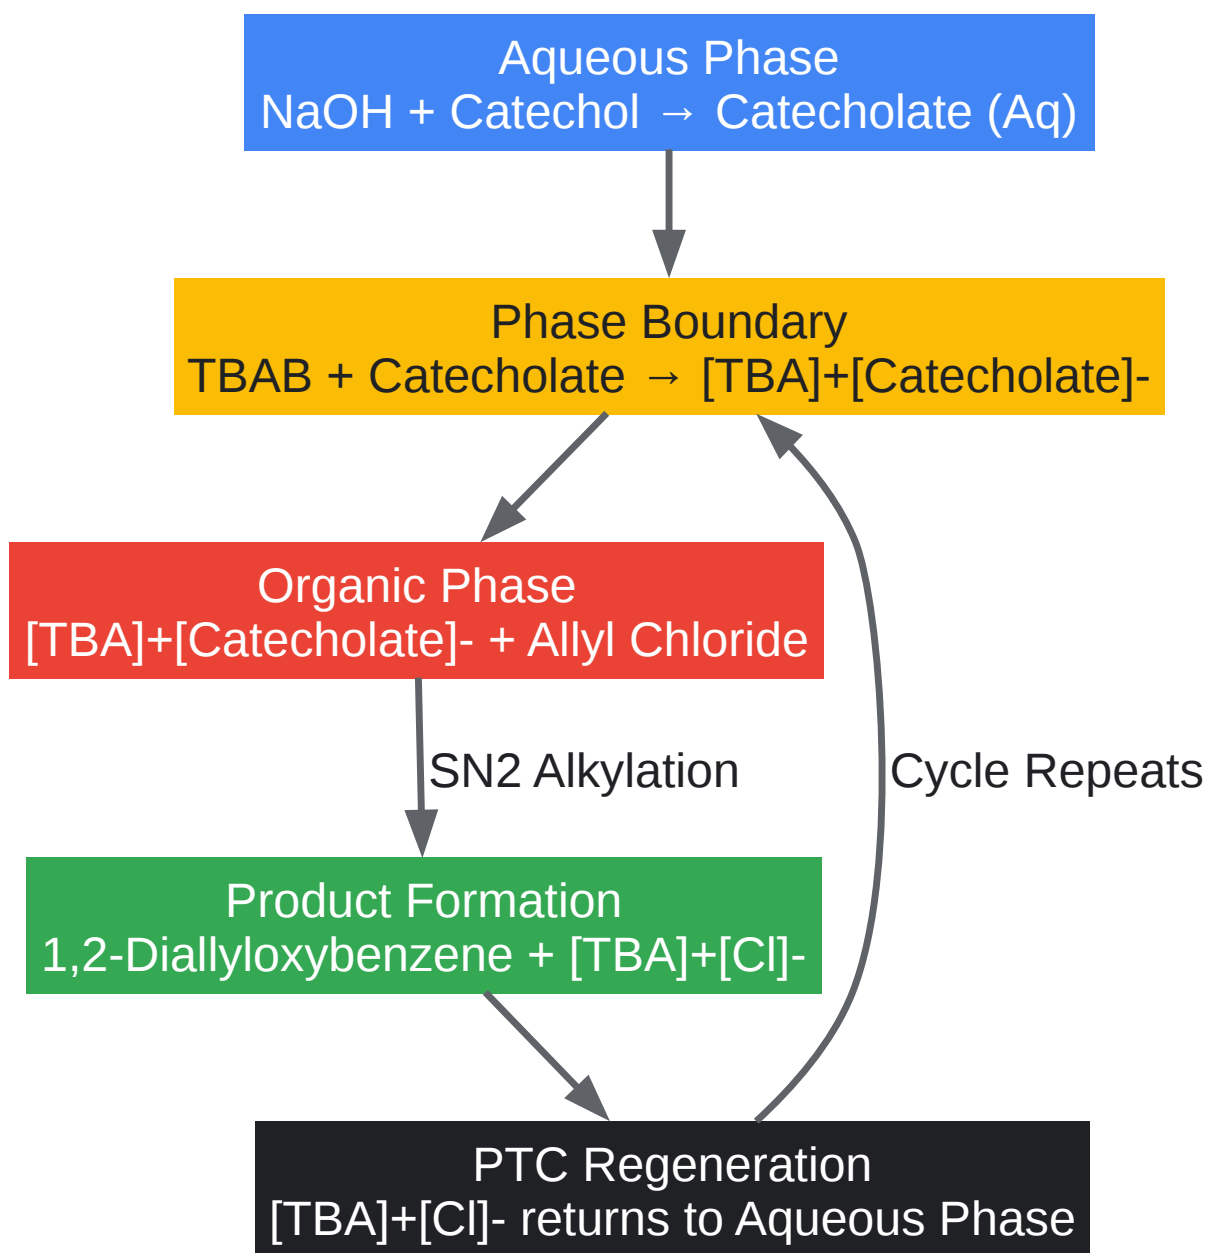 Aqueous Phase
NaOH + Catechol → Catecholate (Aq)
Phase Boundary
TBAB + Catecholate → [TBA]+[Catecholate]-
Organic Phase
[TBA]+[Catecholate]- + Allyl Chloride
SN2 Alkylation
Cycle Repeats
Product Formation
1,2-Diallyloxybenzene + [TBA]+[Cl]-
PTC Regeneration
[TBA]+[Cl]- returns to Aqueous Phase